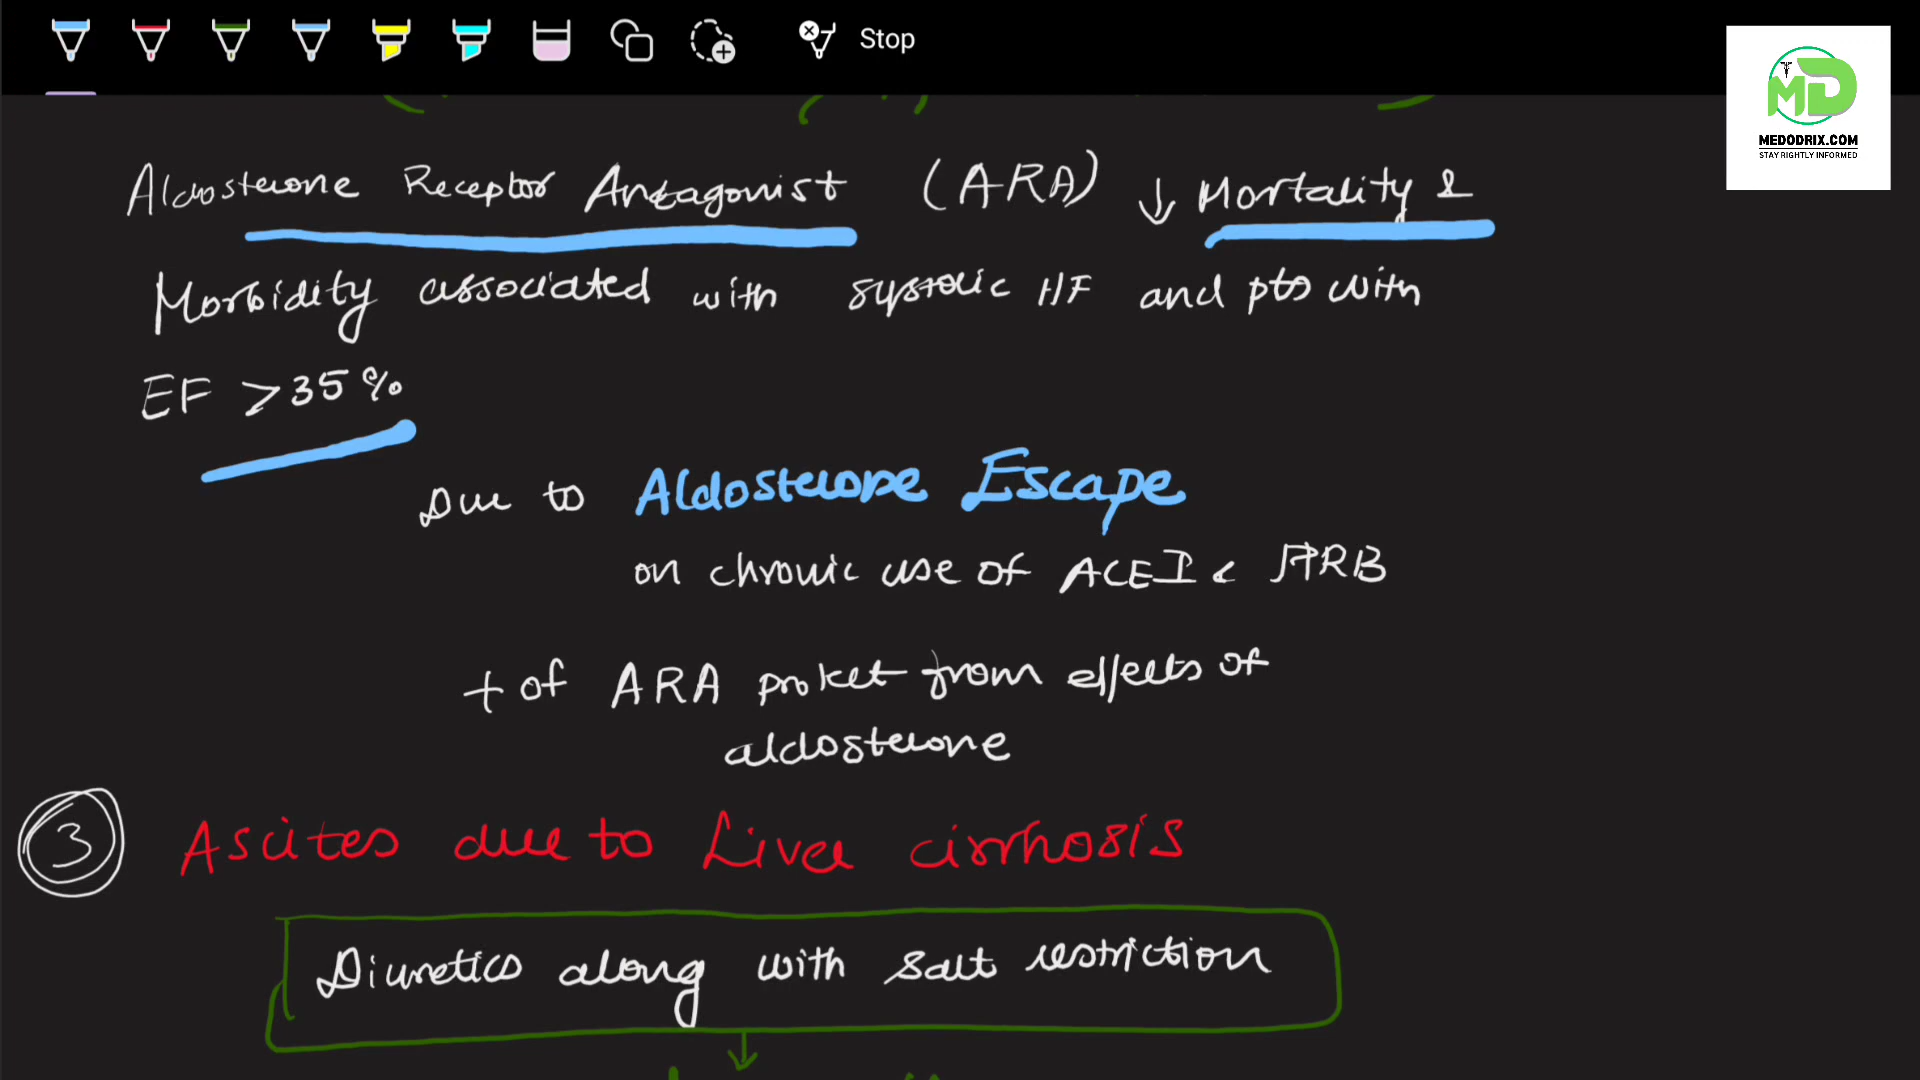 Stop
MD
MEDODRIX.COM
STAY RIGHTLY INFORMED
Aldosterone Receptor Antagonist (ARA) ↓ Mortality &
Morbidity associated with systolic HF and pts with
EF >35%
Due to Aldosterone Escape
on chronic use of ACEI & ARB
+ of ARA protect from effects of
aldosterone
3 Ascites due to Liver cirrhosis
Diuretics along with salt restriction